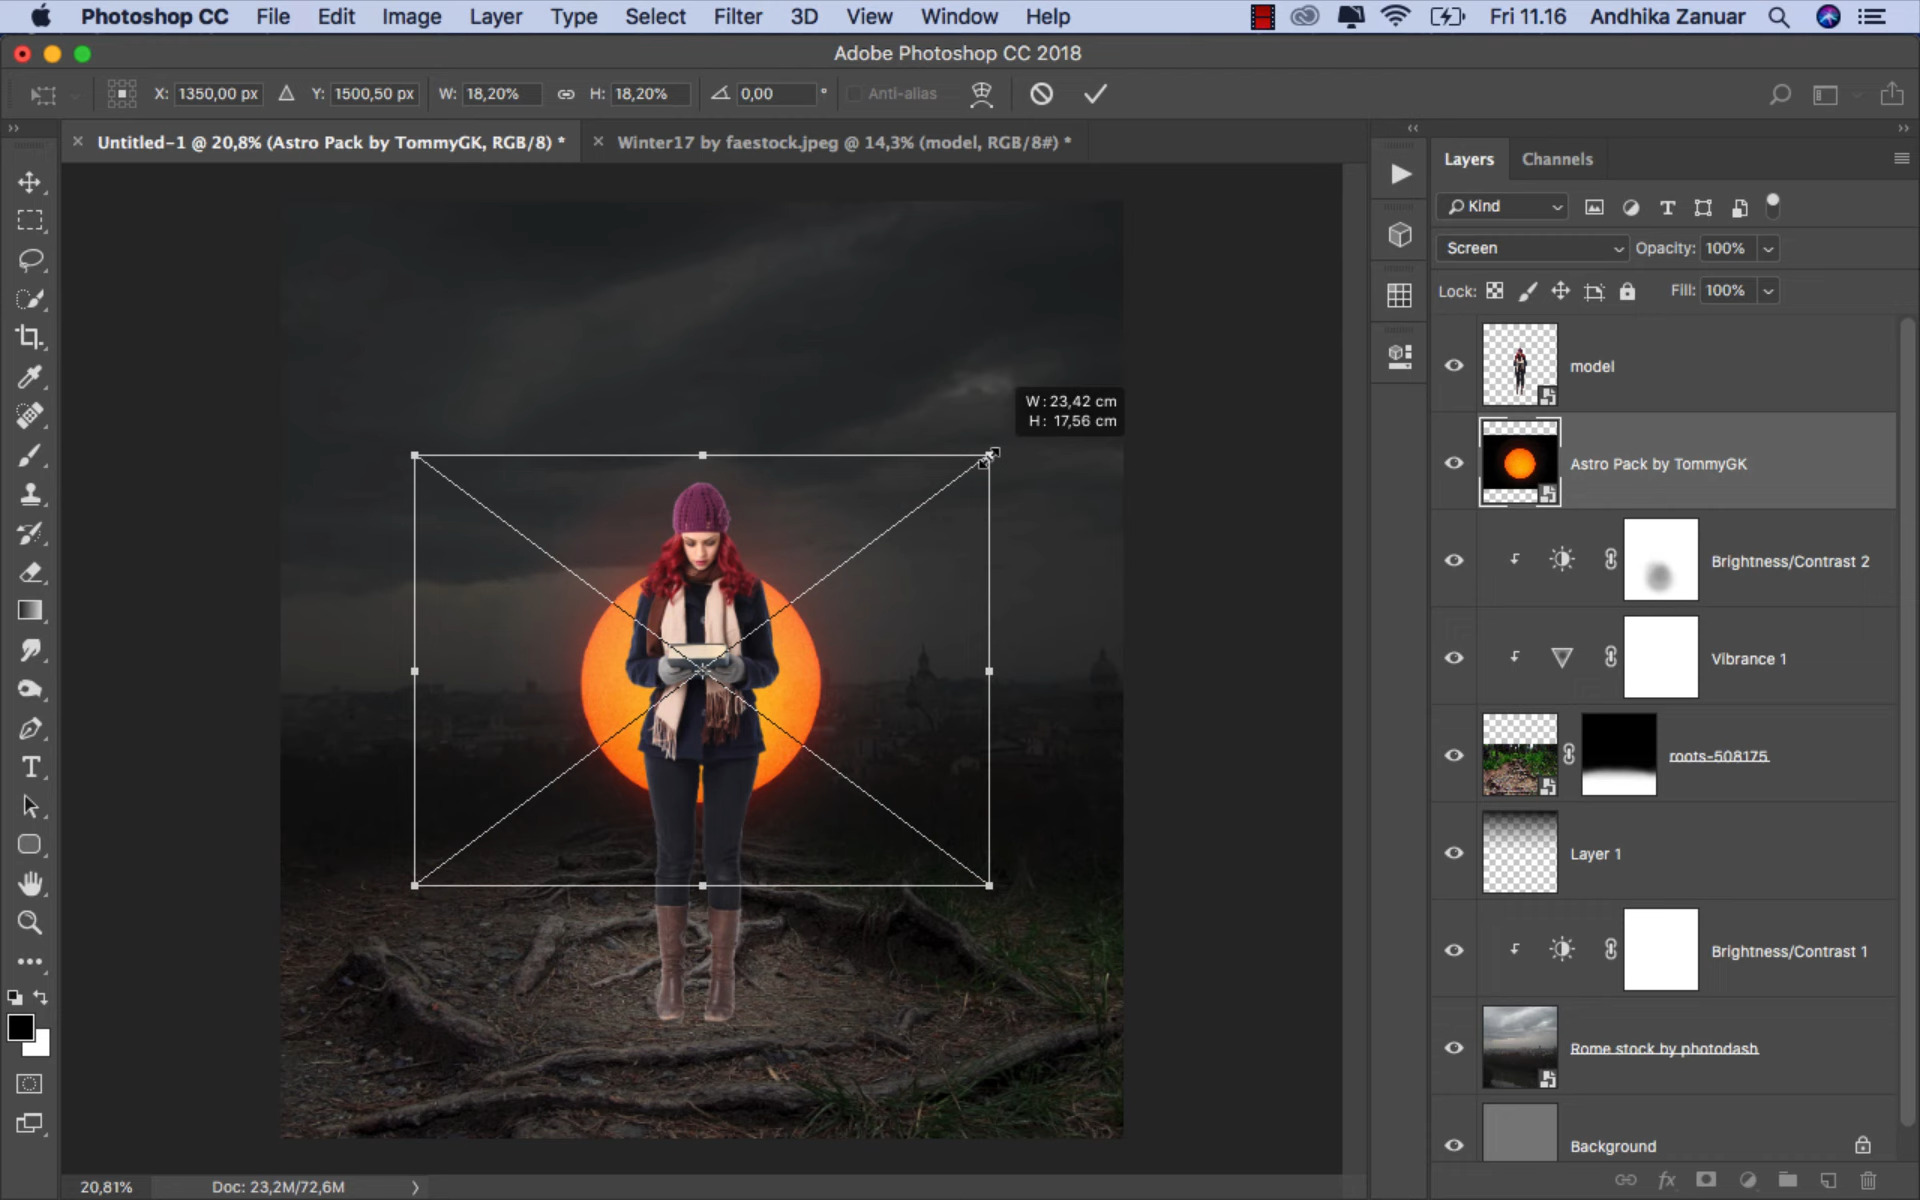 Photoshop CC File Edit Image Layer Type Select Filter 3D View Window Help Fri 11.16 Andhika Zanuar
Adobe Photoshop CC 2018
X: 1350,00 px Y: 1500,50 px W: 18,20% H: 18,20% 0,00 ° Anti-alias
Untitled-1 @ 20,8% (Astro Pack by TommyGK, RGB/8) * Winter17 by faestock.jpeg @ 14,3% (model, RGB/8#) *
Layers Channels
Kind
Screen Opacity: 100%
Lock: Fill: 100%
model
W: 23,42 cm
H: 17,56 cm
Astro Pack by TommyGK
Brightness/Contrast 2
Vibrance 1
roots-508175
Layer 1
Brightness/Contrast 1
Rome stock by photodash
Background
20,81% Doc: 23,2M/72,6M